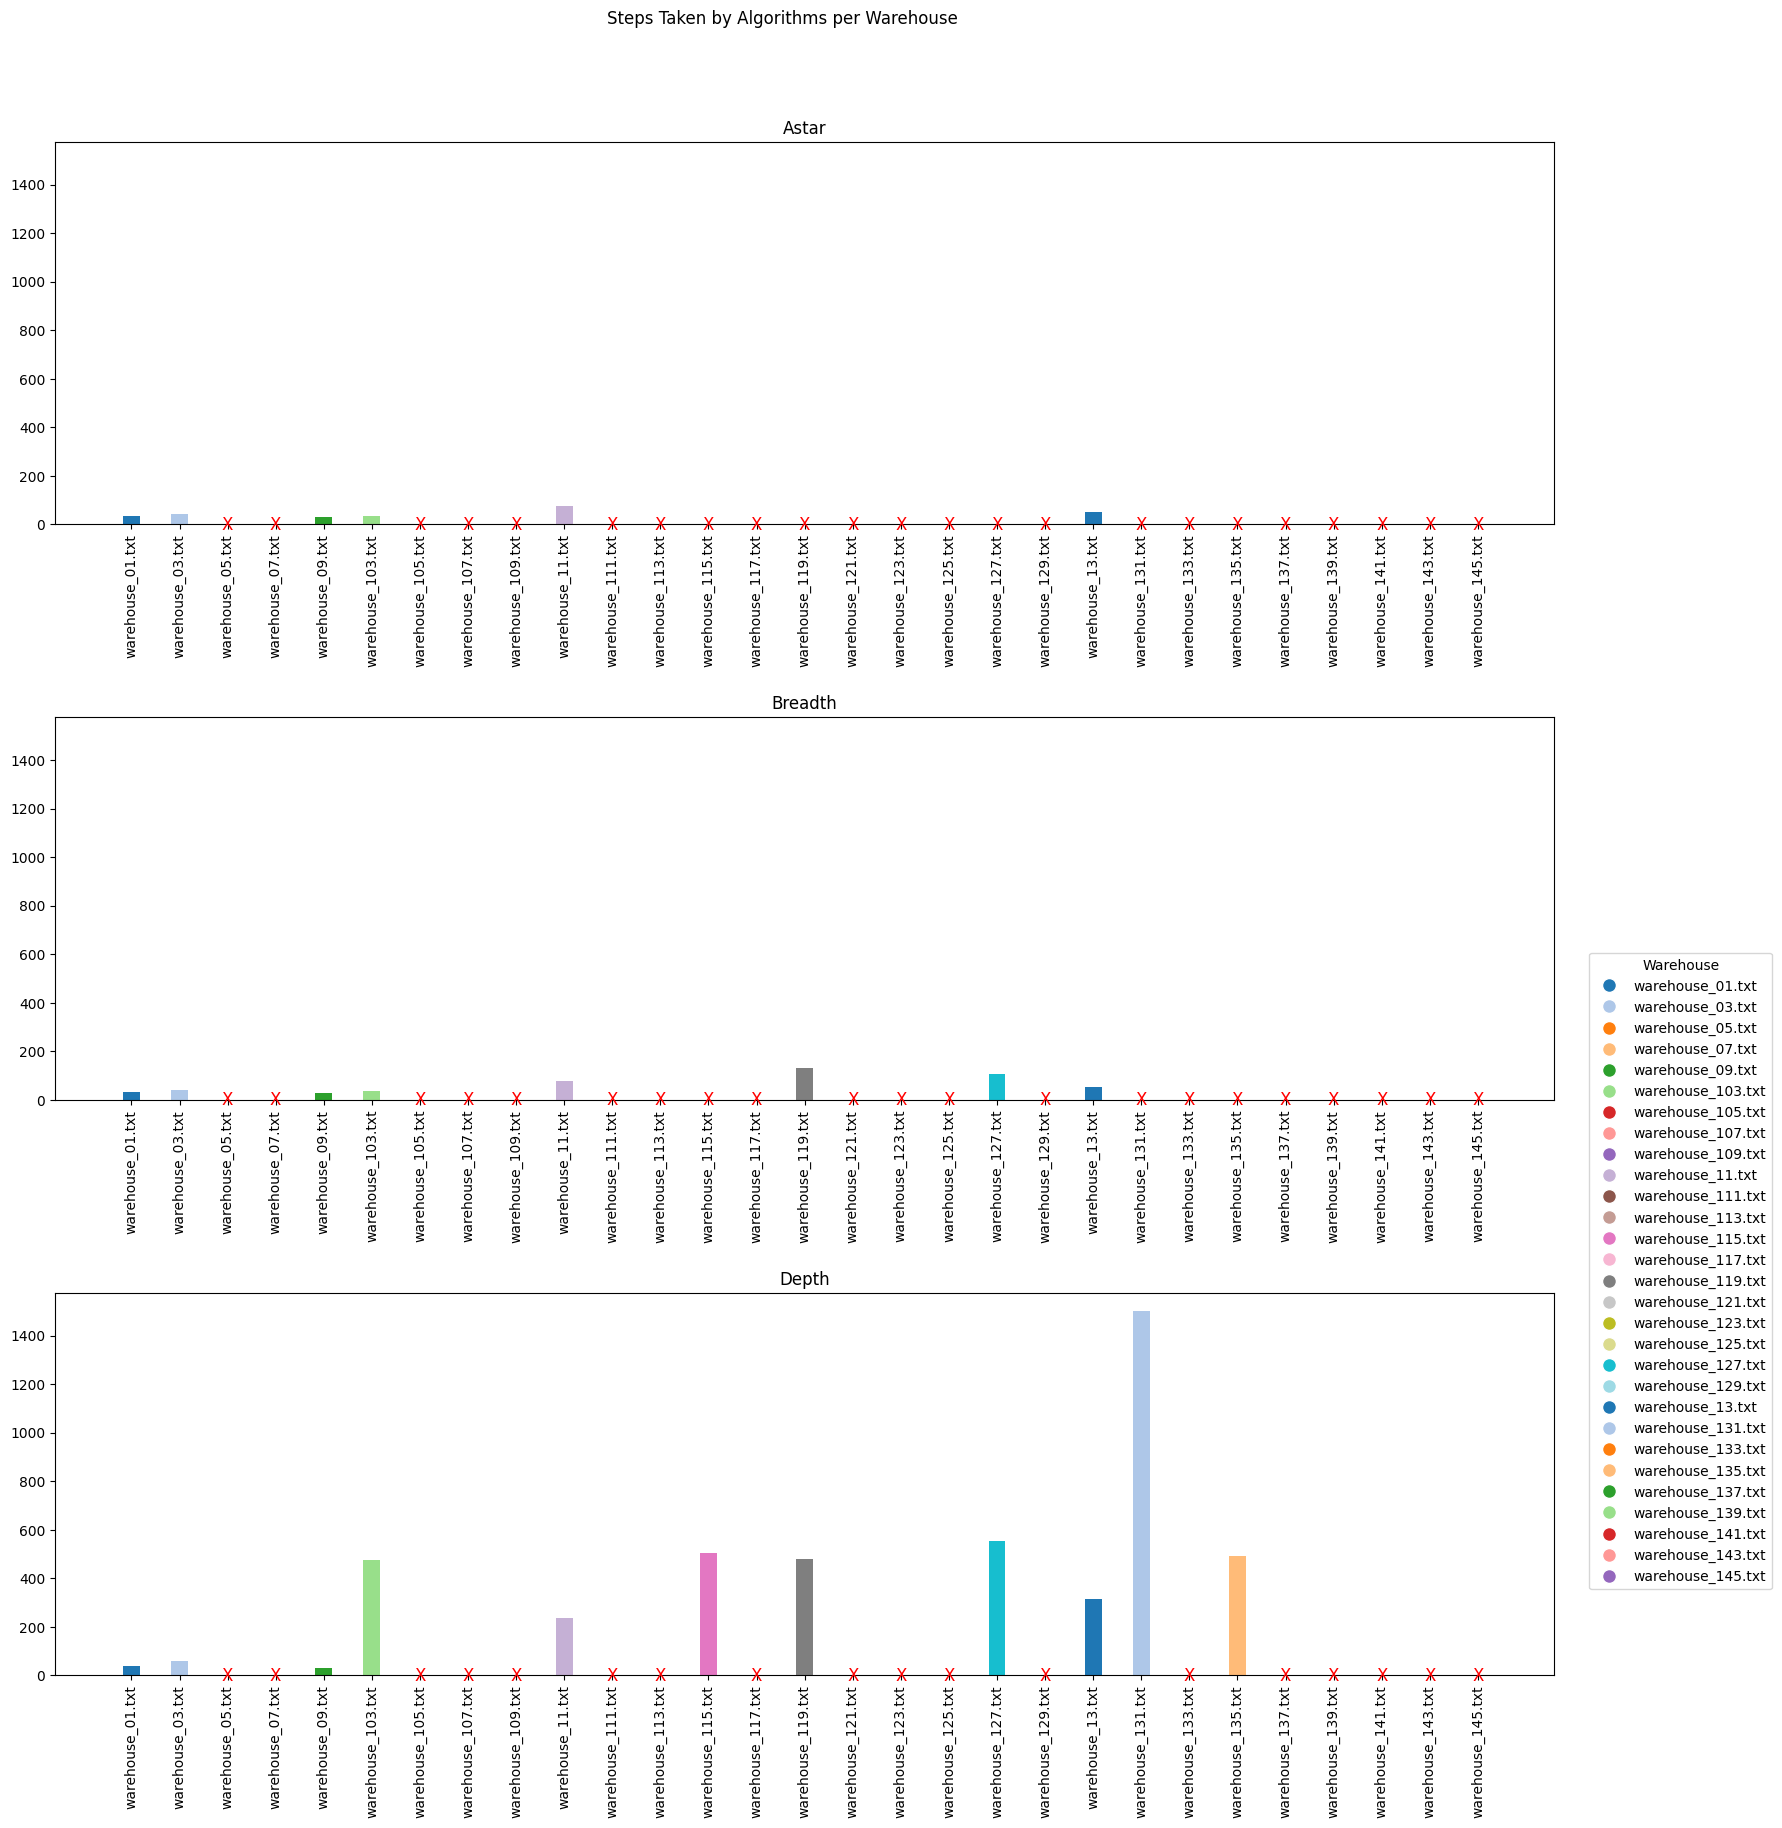 Steps Taken by Algorithms per Warehouse
Astar
1400
1200
1000
800
600
400
200
0
X X X X X X X X X X X X X X X X X X X X X X X
warehouse_01.txt
warehouse_03.txt
warehouse_05.txt
warehouse_07.txt
warehouse_09.txt
warehouse_103.txt
warehouse_105.txt
warehouse_107.txt
warehouse_109.txt
warehouse_11.txt
warehouse_111.txt
warehouse_113.txt
warehouse_115.txt
warehouse_117.txt
warehouse_119.txt
warehouse_121.txt
warehouse_123.txt
warehouse_125.txt
warehouse_127.txt
warehouse_129.txt
warehouse_13.txt
warehouse_131.txt
warehouse_133.txt
warehouse_135.txt
warehouse_137.txt
warehouse_139.txt
warehouse_141.txt
warehouse_143.txt
warehouse_145.txt
Breadth
1400
1200
1000
800
600
400
200
0
X X X X X X X X X X X X X X X X X X X X X
warehouse_01.txt
warehouse_03.txt
warehouse_05.txt
warehouse_07.txt
warehouse_09.txt
warehouse_103.txt
warehouse_105.txt
warehouse_107.txt
warehouse_109.txt
warehouse_11.txt
warehouse_111.txt
warehouse_113.txt
warehouse_115.txt
warehouse_117.txt
warehouse_119.txt
warehouse_121.txt
warehouse_123.txt
warehouse_125.txt
warehouse_127.txt
warehouse_129.txt
warehouse_13.txt
warehouse_131.txt
warehouse_133.txt
warehouse_135.txt
warehouse_137.txt
warehouse_139.txt
warehouse_141.txt
warehouse_143.txt
warehouse_145.txt
Depth
1400
1200
1000
800
600
400
200
0
X X X X X X X X X X X X X X X X X X
warehouse_01.txt
warehouse_03.txt
warehouse_05.txt
warehouse_07.txt
warehouse_09.txt
warehouse_103.txt
warehouse_105.txt
warehouse_107.txt
warehouse_109.txt
warehouse_11.txt
warehouse_111.txt
warehouse_113.txt
warehouse_115.txt
warehouse_117.txt
warehouse_119.txt
warehouse_121.txt
warehouse_123.txt
warehouse_125.txt
warehouse_127.txt
warehouse_129.txt
warehouse_13.txt
warehouse_131.txt
warehouse_133.txt
warehouse_135.txt
warehouse_137.txt
warehouse_139.txt
warehouse_141.txt
warehouse_143.txt
warehouse_145.txt
Warehouse
warehouse_01.txt
warehouse_03.txt
warehouse_05.txt
warehouse_07.txt
warehouse_09.txt
warehouse_103.txt
warehouse_105.txt
warehouse_107.txt
warehouse_109.txt
warehouse_11.txt
warehouse_111.txt
warehouse_113.txt
warehouse_115.txt
warehouse_117.txt
warehouse_119.txt
warehouse_121.txt
warehouse_123.txt
warehouse_125.txt
warehouse_127.txt
warehouse_129.txt
warehouse_13.txt
warehouse_131.txt
warehouse_133.txt
warehouse_135.txt
warehouse_137.txt
warehouse_139.txt
warehouse_141.txt
warehouse_143.txt
warehouse_145.txt